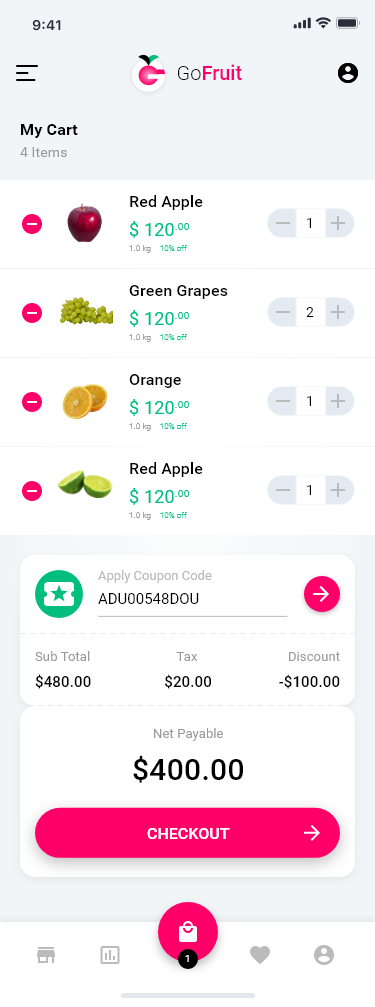 9:41
GoFruit
My Cart
4 Items
Red Apple
$ 120.00
1.0 kg 10% off
1
Green Grapes
$ 120.00
1.0 kg 10% off
2
Orange
$ 120.00
1.0 kg 10% off
1
Red Apple
$ 120.00
1.0 kg 10% off
1
Apply Coupon Code
ADU00548DOU
Sub Total Tax Discount
$480.00 $20.00 -$100.00
Net Payable
$400.00
CHECKOUT
1